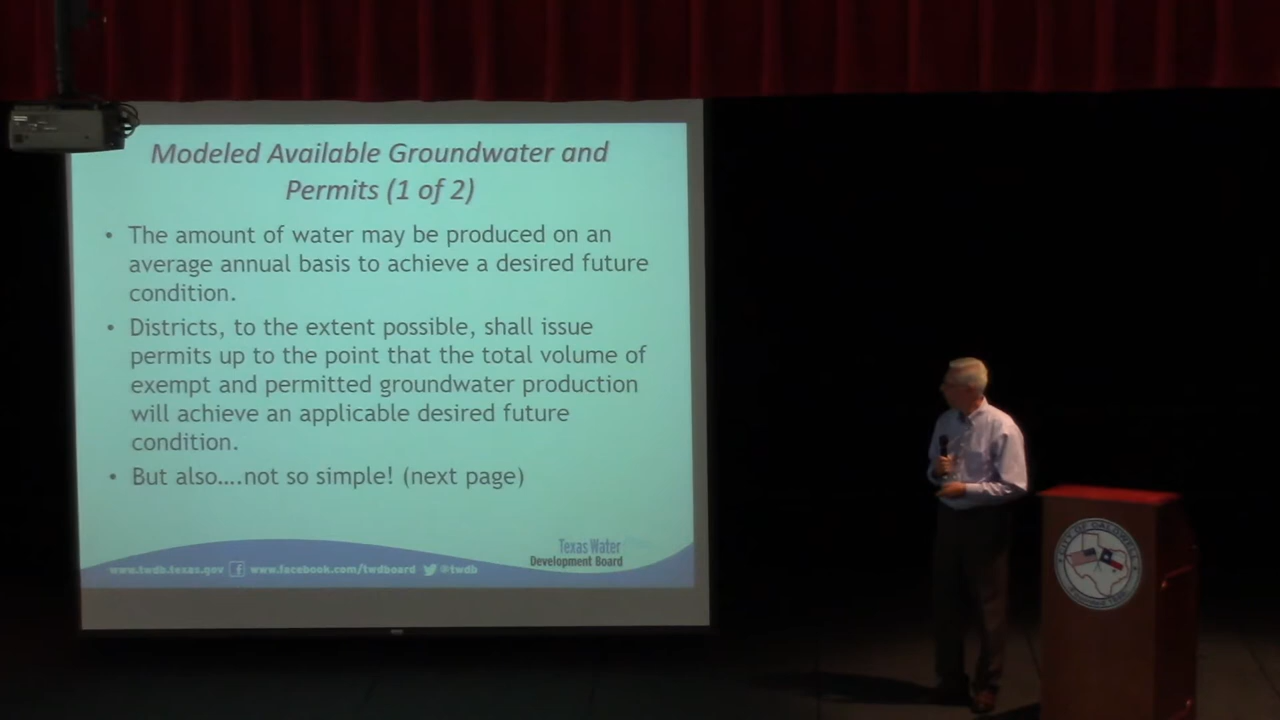 Modeled Available Groundwater and
Permits (1 of 2)
• The amount of water may be produced on an
average annual basis to achieve a desired future
condition.
• Districts, to the extent possible, shall issue
permits up to the point that the total volume of
exempt and permitted groundwater production
will achieve an applicable desired future
condition.
• But also....not so simple! (next page)
Texas Water
Development Board
www.twdb.texas.gov f www.facebook.com/twdboard @twdb
CITY OF CALDWELL